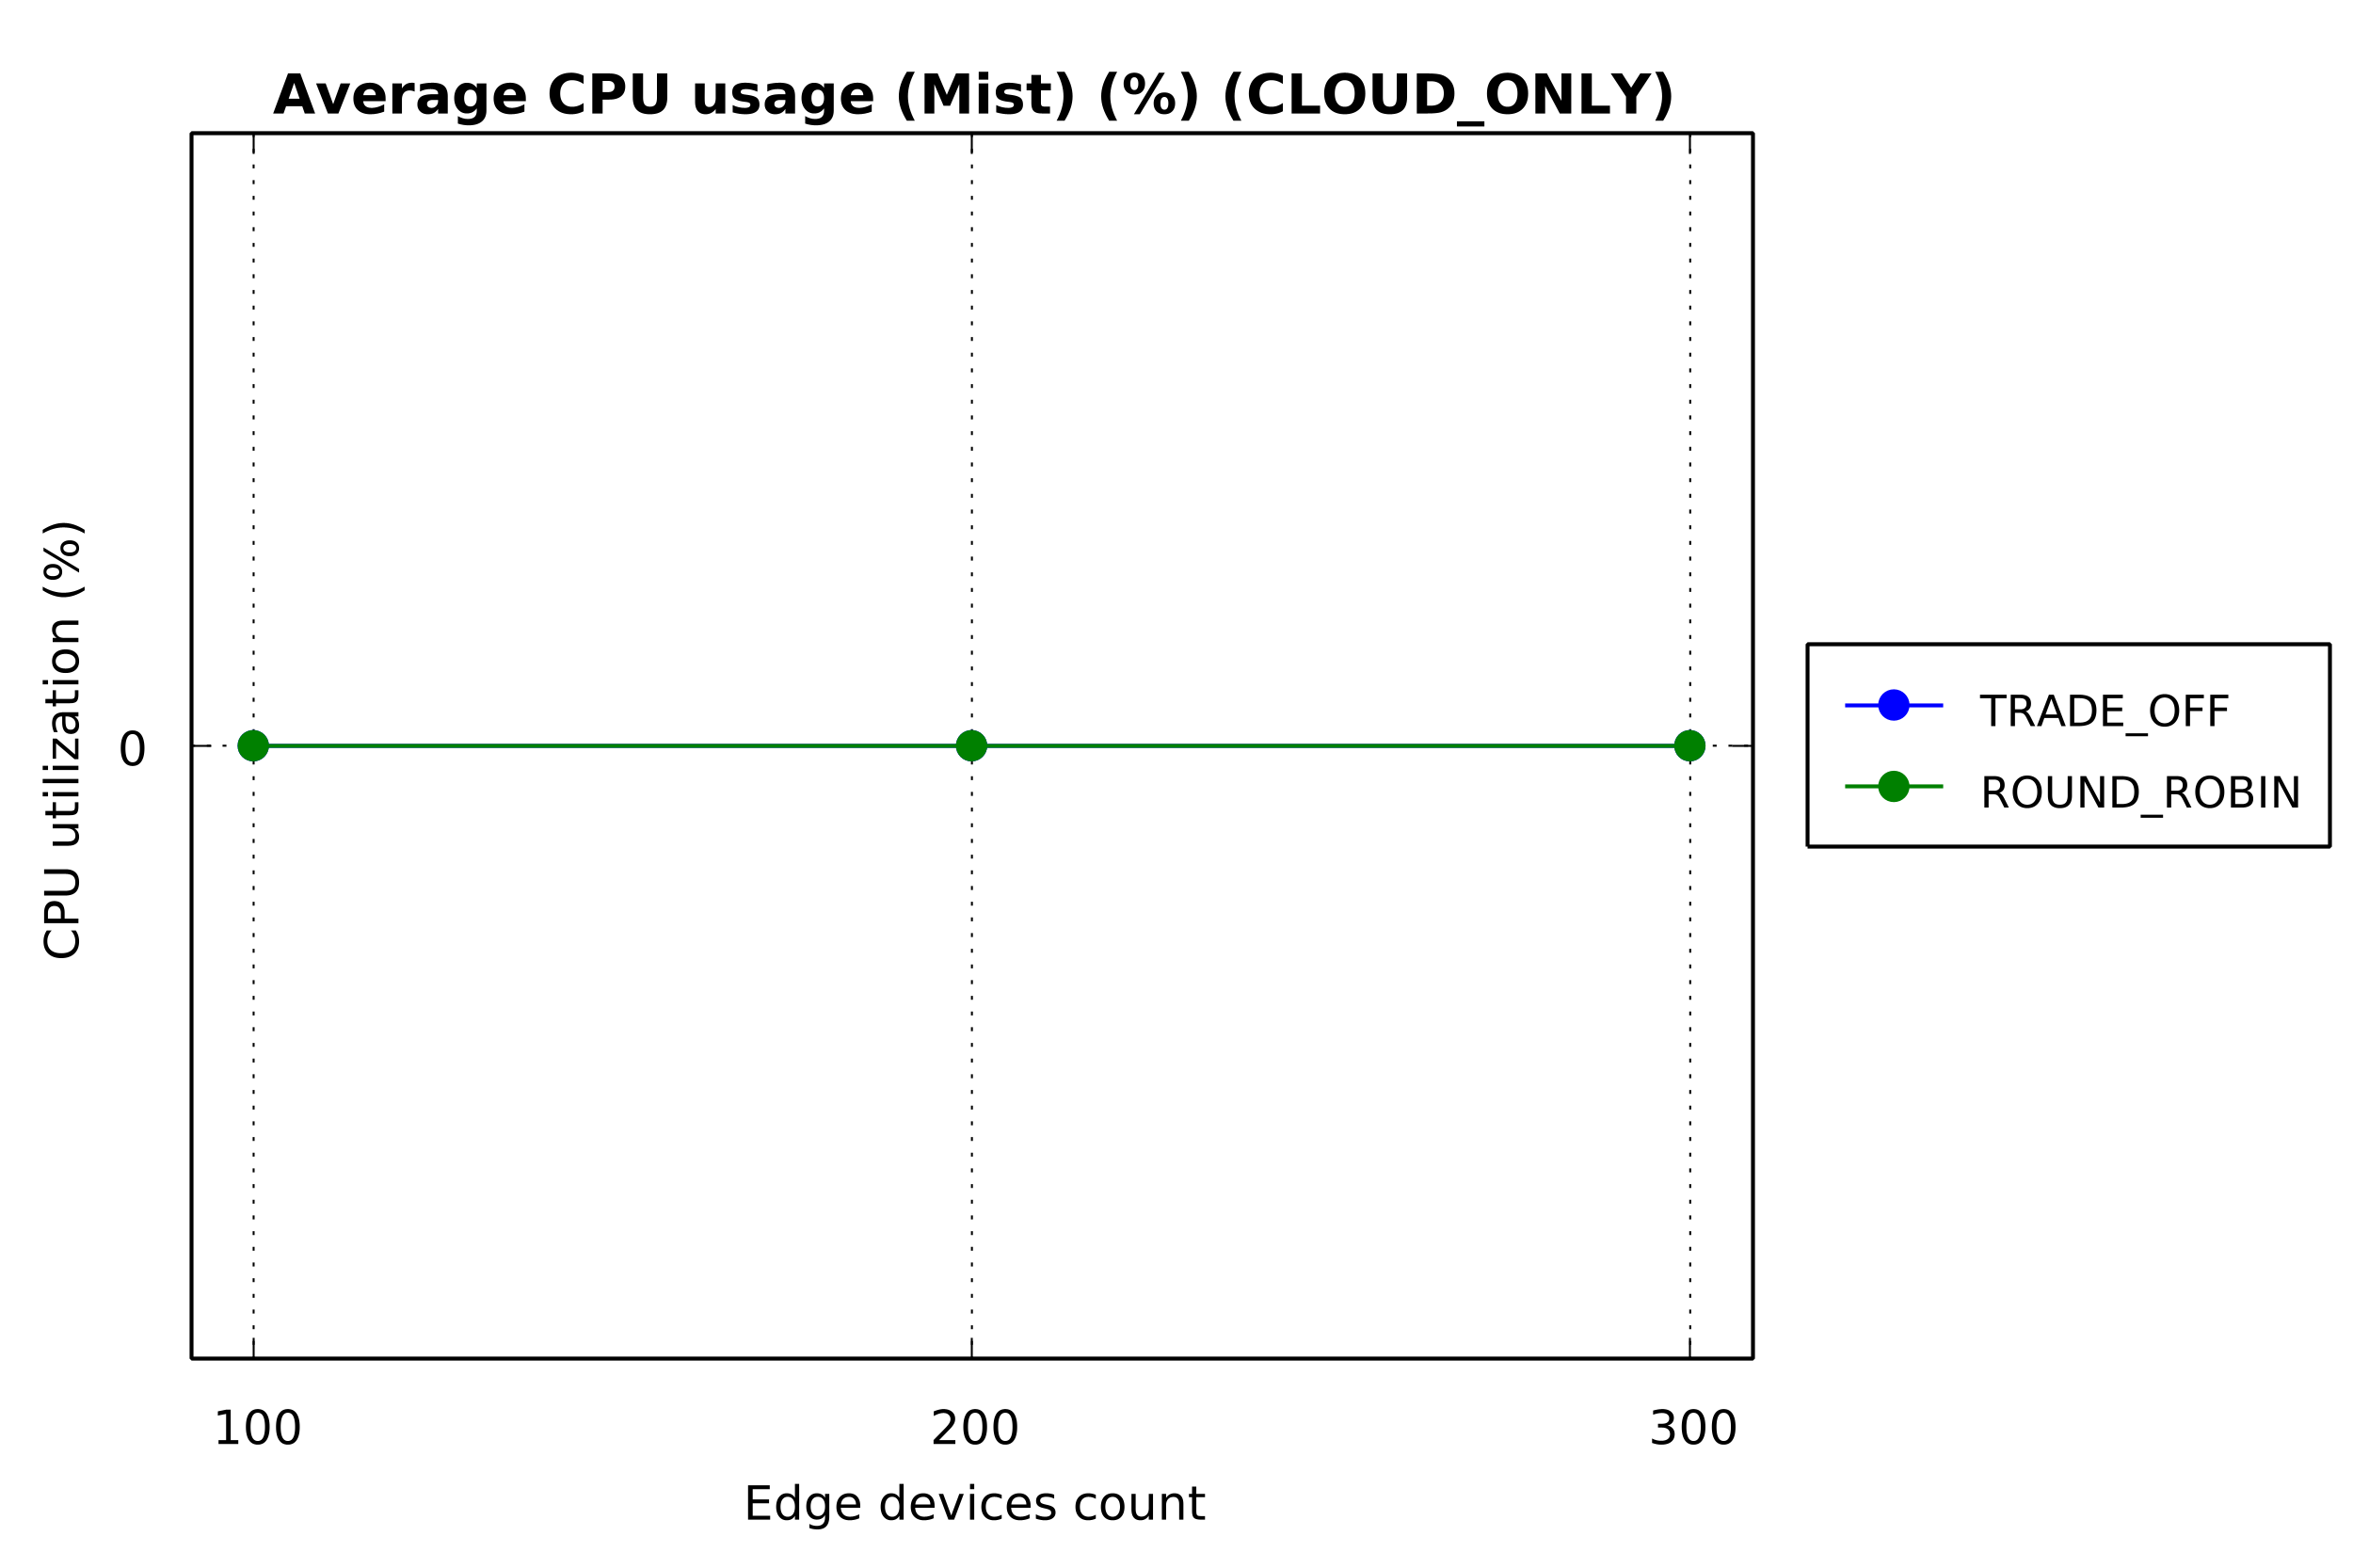 Average CPU usage (Mist) (%) (CLOUD_ONLY)
CPU utilization (%)
0
TRADE_OFF
ROUND_ROBIN
100 200 300
Edge devices count